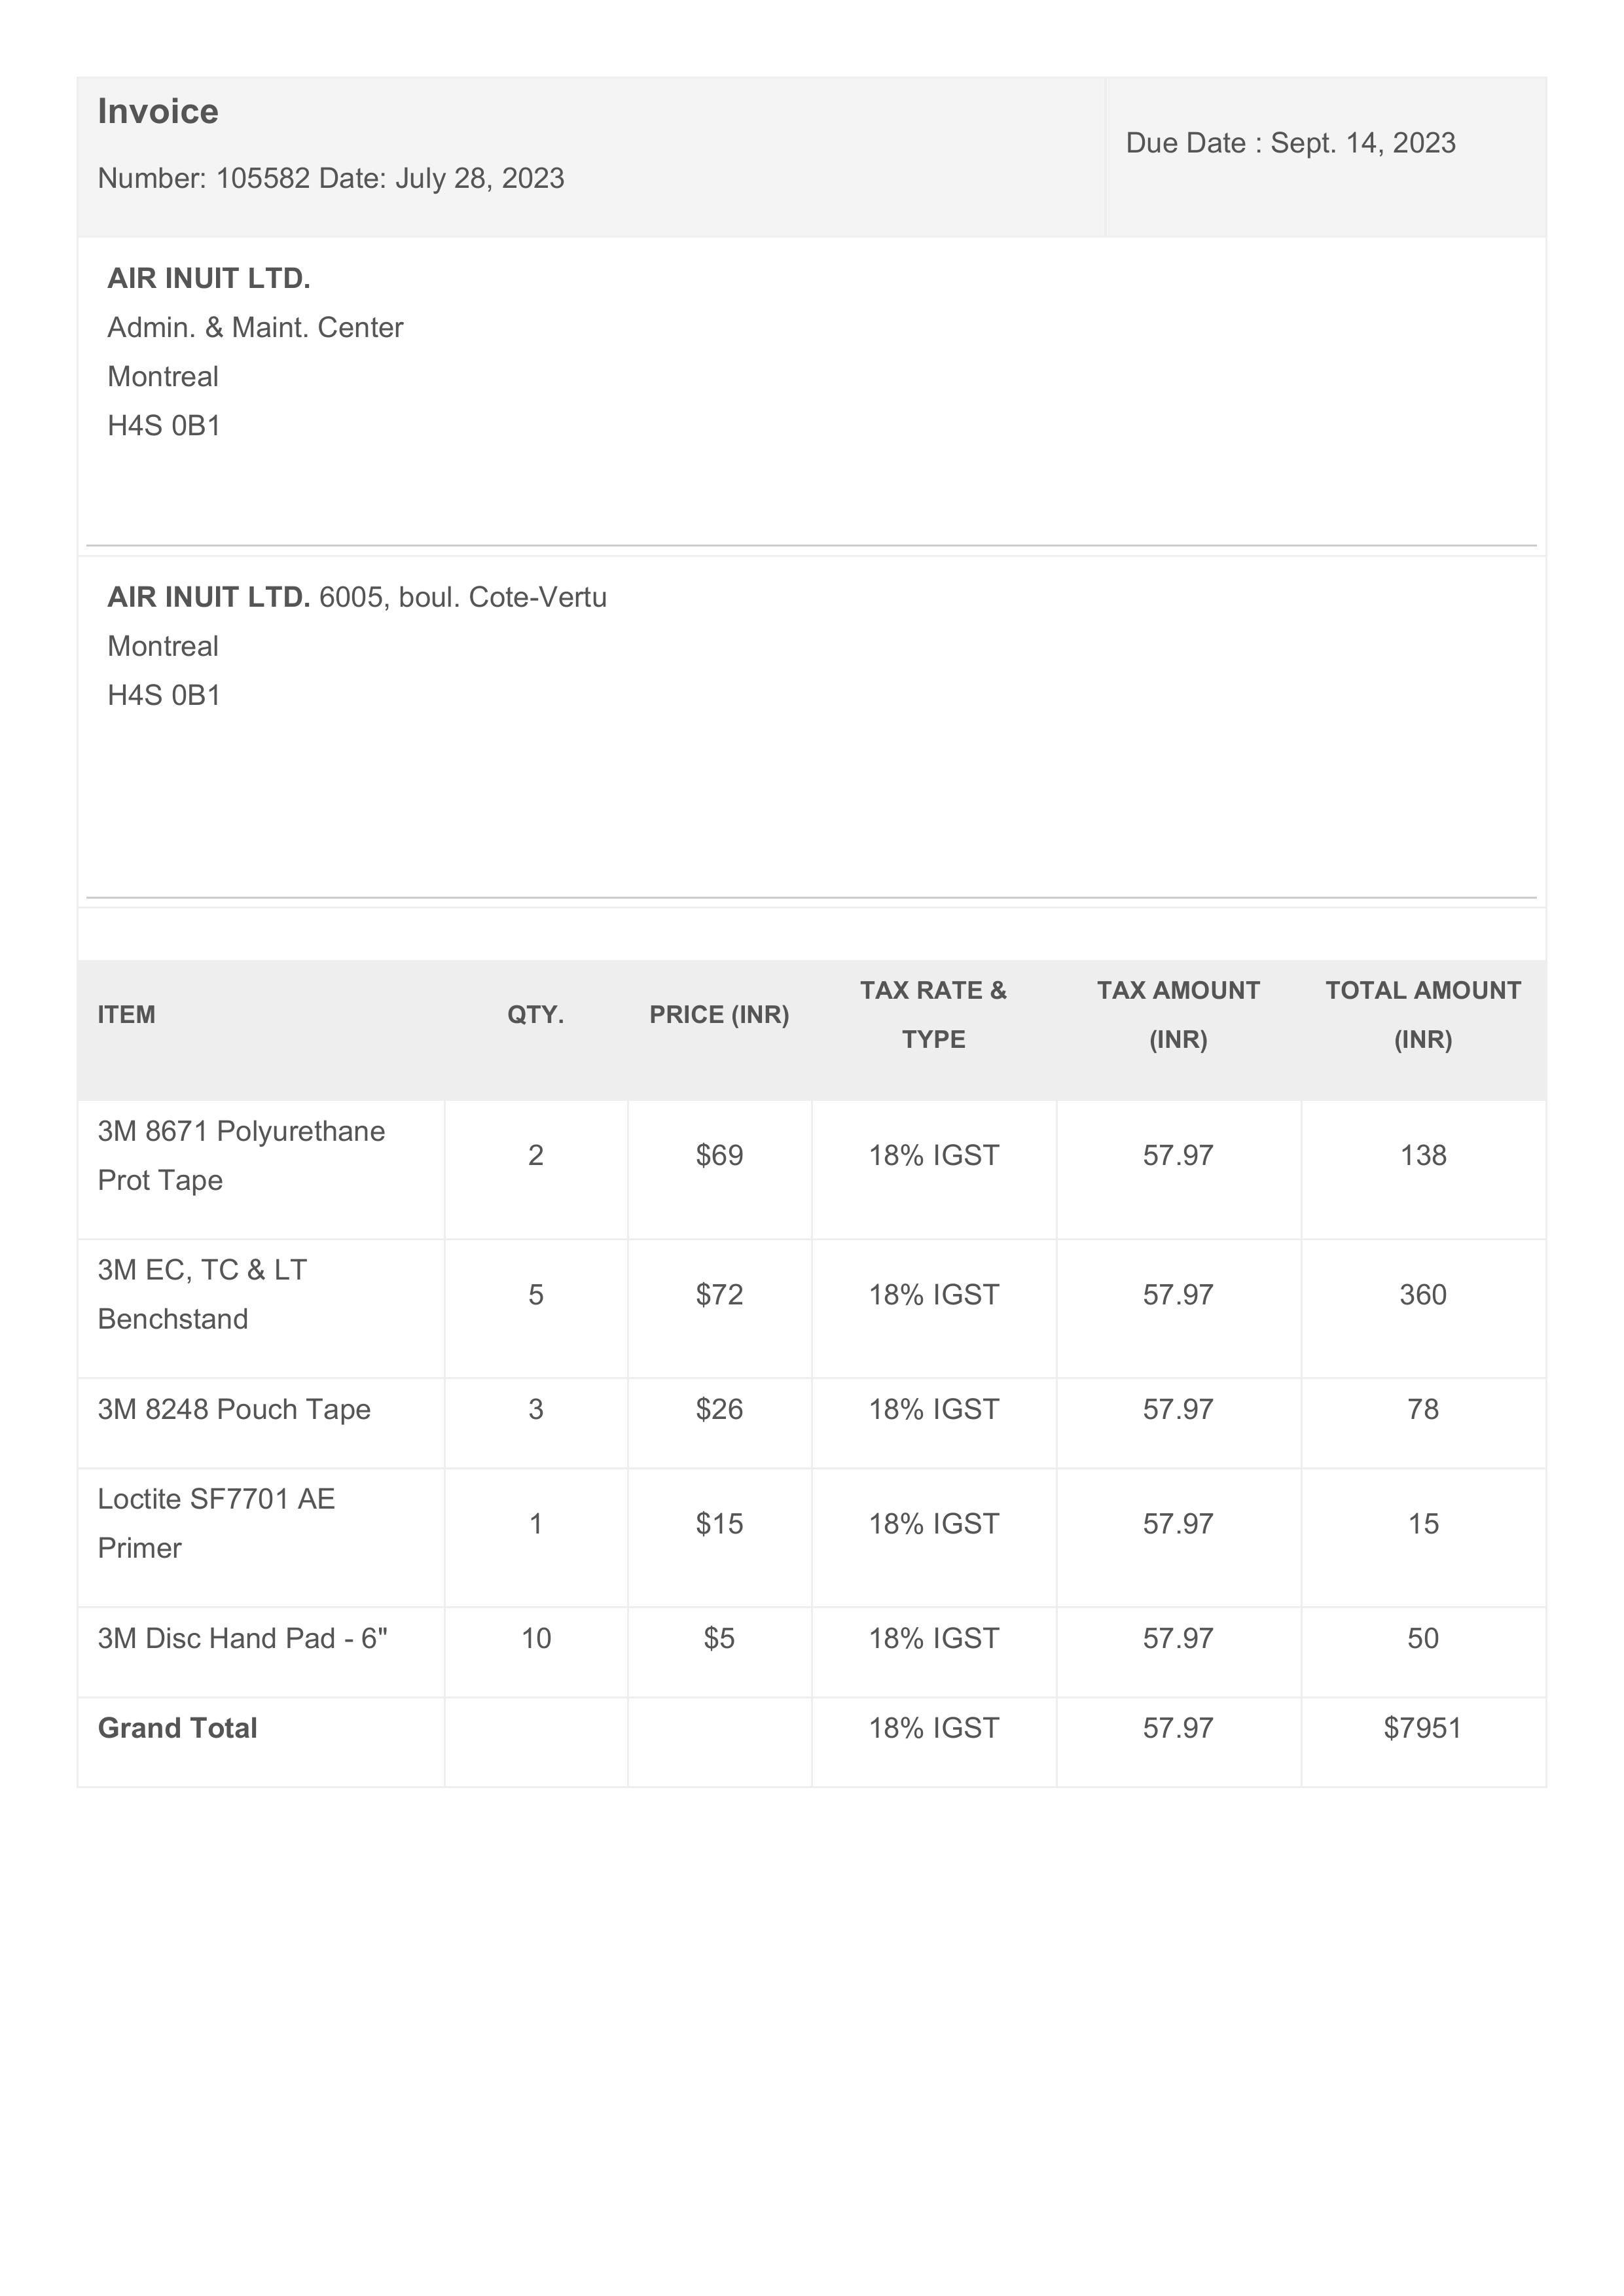 Invoice
Number: 105582 Date: July 28, 2023
Due Date : Sept. 14, 2023
AIR INUIT LTD.
Admin. & Maint. Center
Montreal
H4S 0B1
AIR INUIT LTD. 6005, boul. Cote-Vertu
Montreal
H4S 0B1
ITEM QTY. PRICE (INR) TAX RATE & TYPE TAX AMOUNT (INR) TOTAL AMOUNT (INR)
3M 8671 Polyurethane Prot Tape 2 $69 18% IGST 57.97 138
3M EC, TC & LT Benchstand 5 $72 18% IGST 57.97 360
3M 8248 Pouch Tape 3 $26 18% IGST 57.97 78
Loctite SF7701 AE Primer 1 $15 18% IGST 57.97 15
3M Disc Hand Pad - 6" 10 $5 18% IGST 57.97 50
Grand Total 18% IGST 57.97 $7951